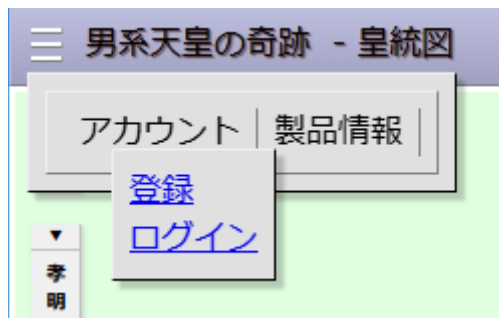 男系天皇の奇跡 - 皇統図
アカウント
製品情報
登録
ログイン
▼
孝明